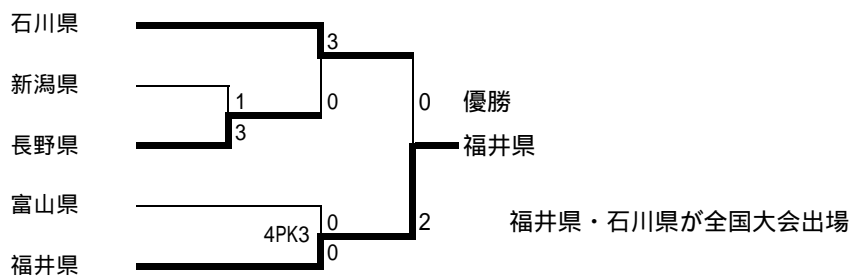 石川県
3
新潟県
1
0
0
優勝
長野県
3
福井県
富山県
0
2
福井県・石川県が全国大会出場
4PK3
福井県
0